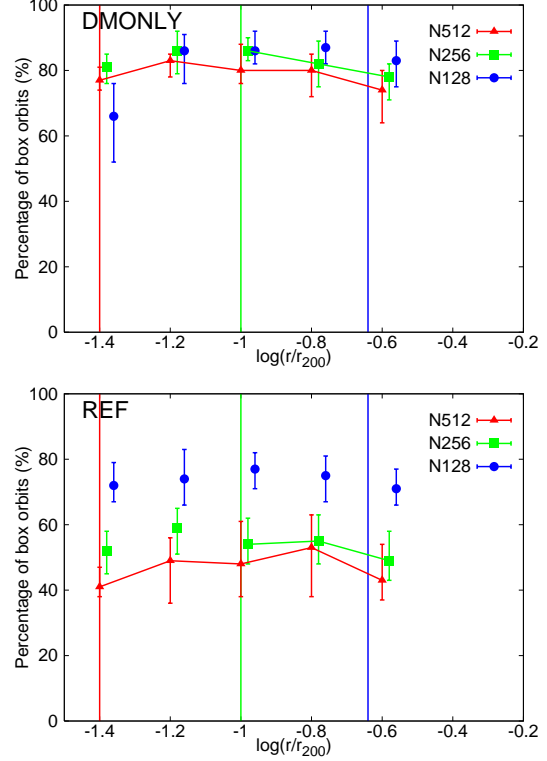 DMONLY
N512
N256
N128
Percentage of box orbits (%)
100
80
60
40
20
0
-1.4
-1.2
-1
-0.8
-0.6
-0.4
-0.2
log(r/r200)
REF
N512
N256
N128
Percentage of box orbits (%)
100
80
60
40
20
0
-1.4
-1.2
-1
-0.8
-0.6
-0.4
-0.2
log(r/r200)